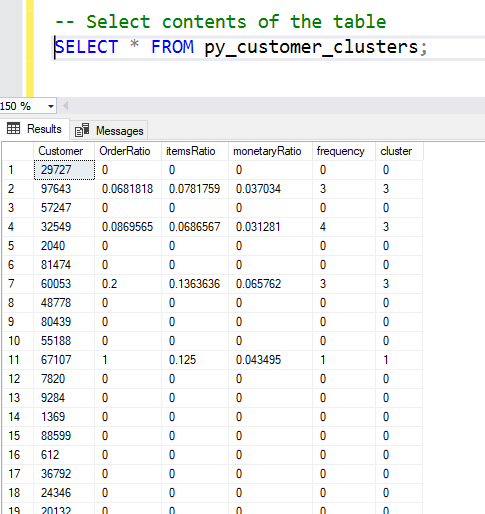 -- Select contents of the table
SELECT * FROM py_customer_clusters;
150 %
Results Messages
Customer OrderRatio itemsRatio monetaryRatio frequency cluster
1 29727 0 0 0 0 0
2 97643 0.0681818 0.0781759 0.037034 3 3
3 57247 0 0 0 0 0
4 32549 0.0869565 0.0686567 0.031281 4 3
5 2040 0 0 0 0 0
6 81474 0 0 0 0 0
7 60053 0.2 0.1363636 0.065762 3 3
8 48778 0 0 0 0 0
9 80439 0 0 0 0 0
10 55188 0 0 0 0 0
11 67107 1 0.125 0.043495 1 1
12 7820 0 0 0 0 0
13 9284 0 0 0 0 0
14 1369 0 0 0 0 0
15 88599 0 0 0 0 0
16 612 0 0 0 0 0
17 36792 0 0 0 0 0
18 24346 0 0 0 0 0
19 20132 0 0 0 0 0